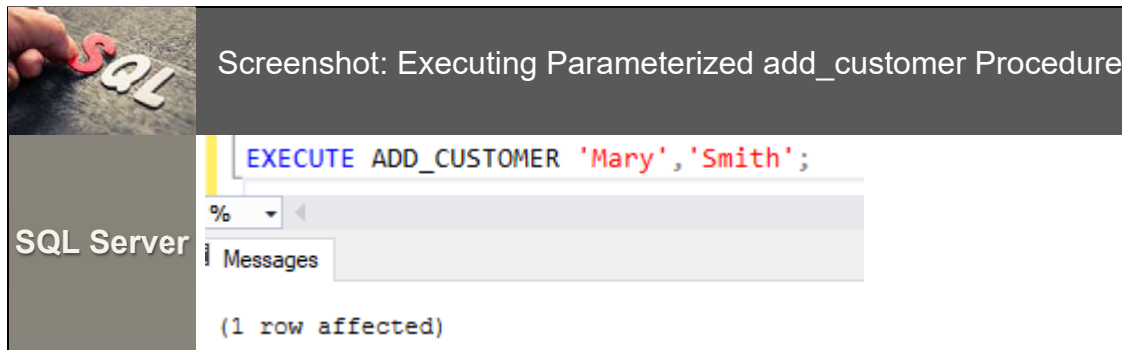 SQL
Screenshot: Executing Parameterized add_customer Procedure
SQL Server
EXECUTE ADD_CUSTOMER 'Mary','Smith';
%
Messages
(1 row affected)